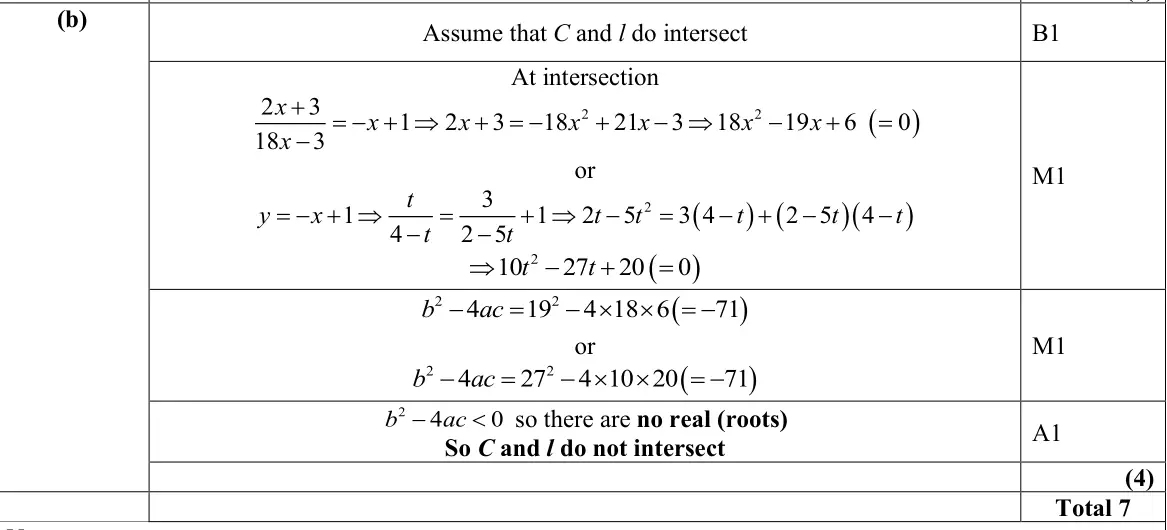 (b)
Assume that C and l do intersect B1
At intersection
(2x + 3)/(18x − 3) = −x + 1 ⇒ 2x + 3 = −18x² + 21x − 3 ⇒ 18x² − 19x + 6 (= 0)
or
M1
y = −x + 1 ⇒ t/(4 − t) = 3/(2 − 5t) + 1 ⇒ 2t − 5t² = 3(4 − t) + (2 − 5t)(4 − t)
⇒ 10t² − 27t + 20 (= 0)
b² − 4ac = 19² − 4 × 18 × 6 (= −71)
or M1
b² − 4ac = 27² − 4 × 10 × 20 (= −71)
b² − 4ac < 0 so there are no real (roots)
So C and l do not intersect A1
(4)
Total 7